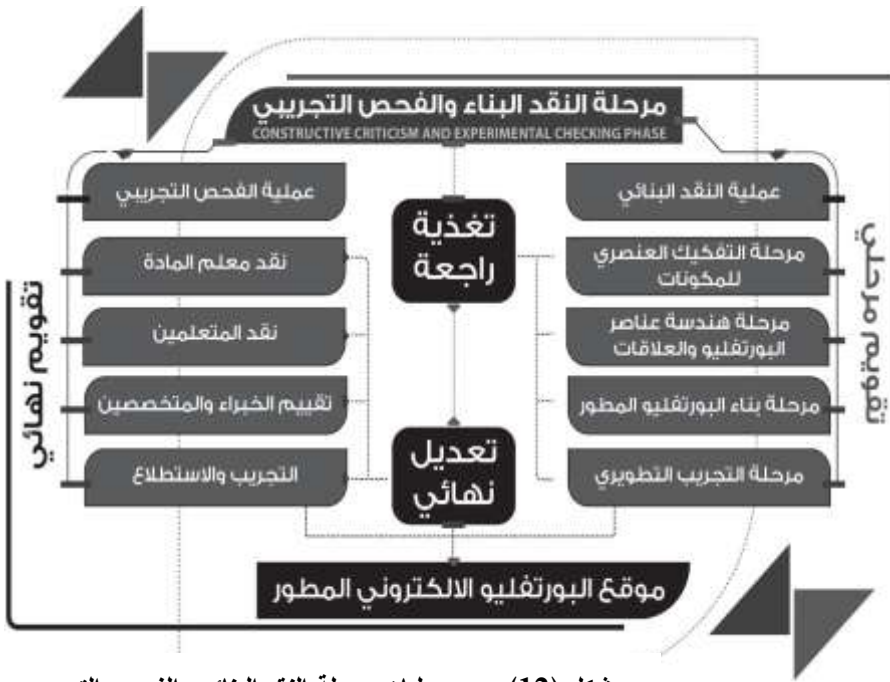 مرحلة النقد البناء والفحص التجريبي
CONSTRUCTIVE CRITICISM AND EXPERIMENTAL CHECKING PHASE
عملية النقد البنائي
مرحلة التفكيك العنصري
للمكونات
مرحلة هندسة عناصر
البورتفليو والعلاقات
مرحلة بناء البورتفليو المطور
مرحلة التجريب التطويري
تقويم مرحلي
تغذية
راجعة
تعديل
نهائي
عملية الفحص التجريبي
نقد معلم المادة
نقد المتعلمين
تقييم الخبراء والمتخصصين
التجريب والاستطلاع
تقويم نهائي
موقع البورتفليو الالكتروني المطور
شكل (12)